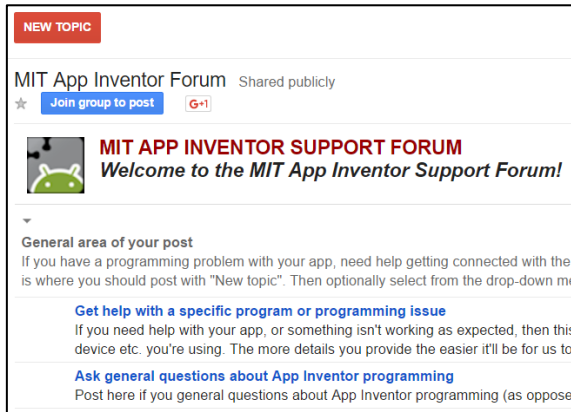 NEW TOPIC
MIT App Inventor Forum Shared publicly
Join group to post G+1
MIT APP INVENTOR SUPPORT FORUM
Welcome to the MIT App Inventor Support Forum!
General area of your post
If you have a programming problem with your app, need help getting connected with the
is where you should post with "New topic". Then optionally select from the drop-down me
Get help with a specific program or programming issue
If you need help with your app, or something isn't working as expected, then this
device etc. you're using. The more details you provide the easier it'll be for us to
Ask general questions about App Inventor programming
Post here if you general questions about App Inventor programming (as oppose